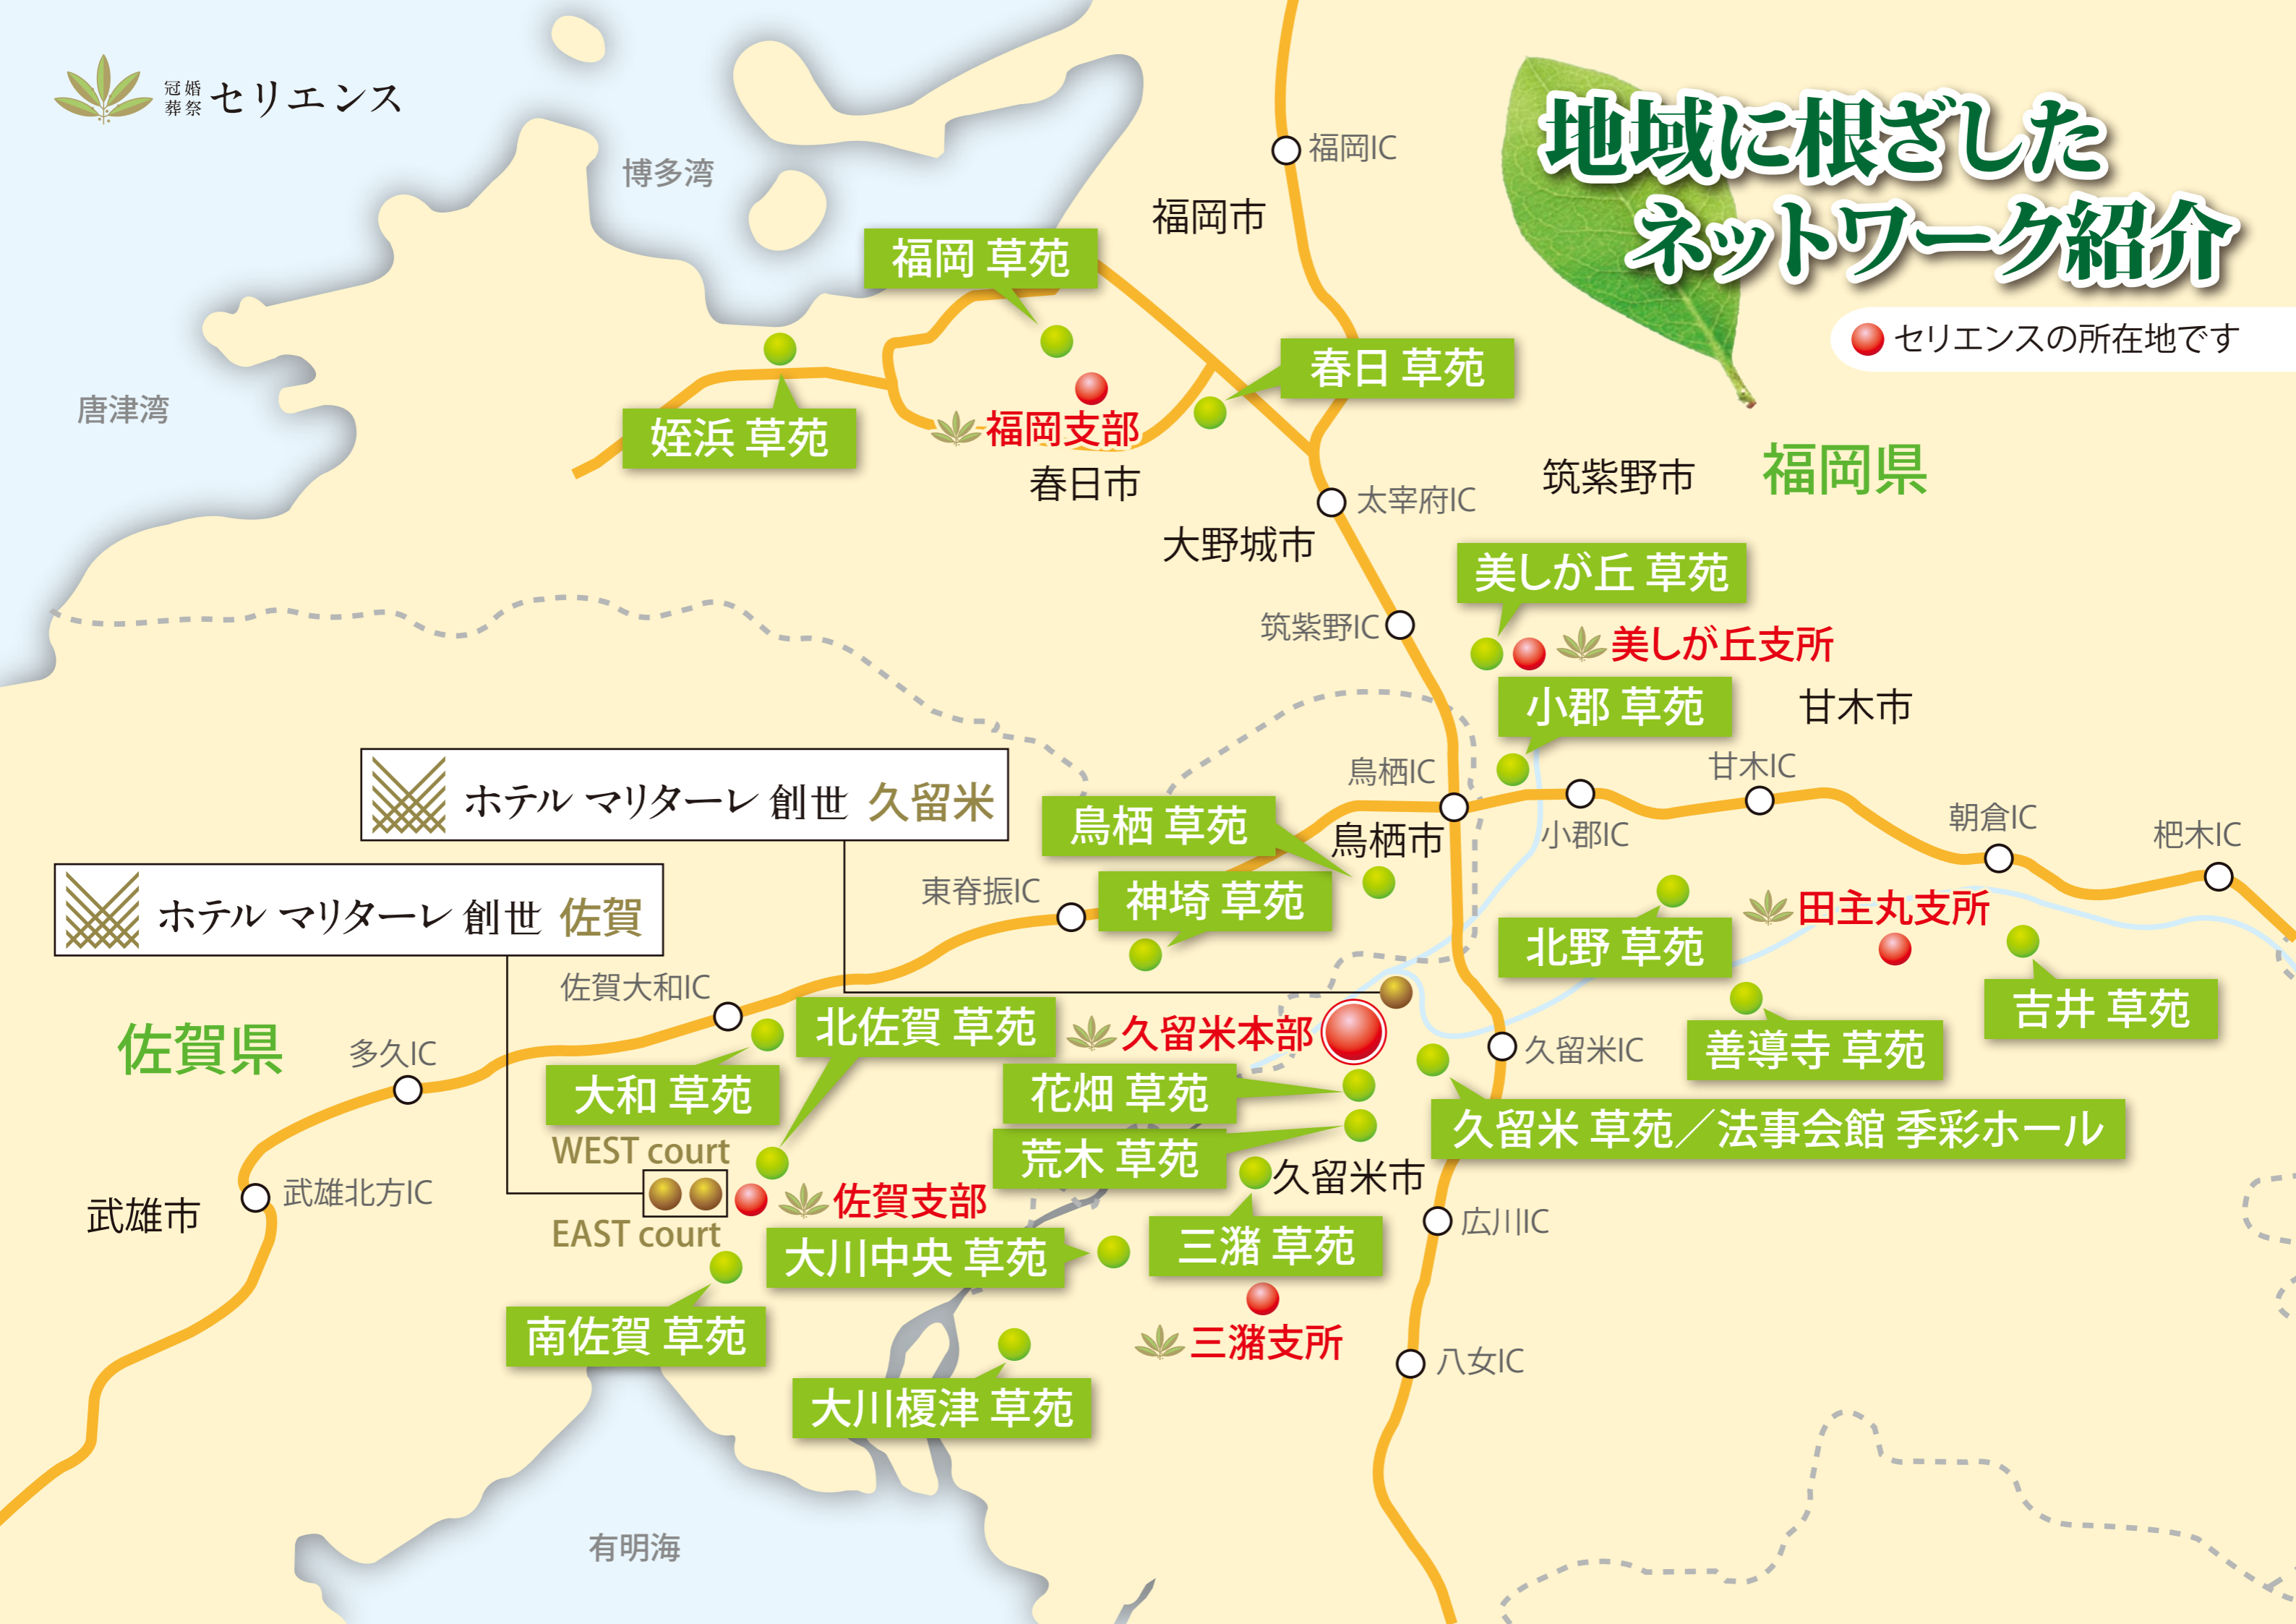 冠婚
葬祭
セリエンス
地域に根ざした
ネットワーク紹介
セリエンスの所在地です
博多湾
福岡IC
福岡市
福岡 草苑
春日 草苑
唐津湾
姪浜 草苑
福岡支部
春日市
太宰府IC
筑紫野市
福岡県
大野城市
美しが丘 草苑
筑紫野IC
美しが丘支所
小郡 草苑
甘木市
ホテル マリターレ 創世 久留米
鳥栖IC
甘木IC
鳥栖 草苑
鳥栖市
小郡IC
朝倉IC
杷木IC
ホテル マリターレ 創世 佐賀
東脊振IC
神埼 草苑
田主丸支所
北野 草苑
佐賀大和IC
吉井 草苑
佐賀県
多久IC
北佐賀 草苑
久留米本部
久留米IC
善導寺 草苑
大和 草苑
花畑 草苑
久留米 草苑／法事会館 季彩ホール
WEST court
荒木 草苑
久留米市
武雄市
武雄北方IC
佐賀支部
EAST court
広川IC
大川中央 草苑
三潴 草苑
南佐賀 草苑
三潴支所
八女IC
大川榎津 草苑
有明海